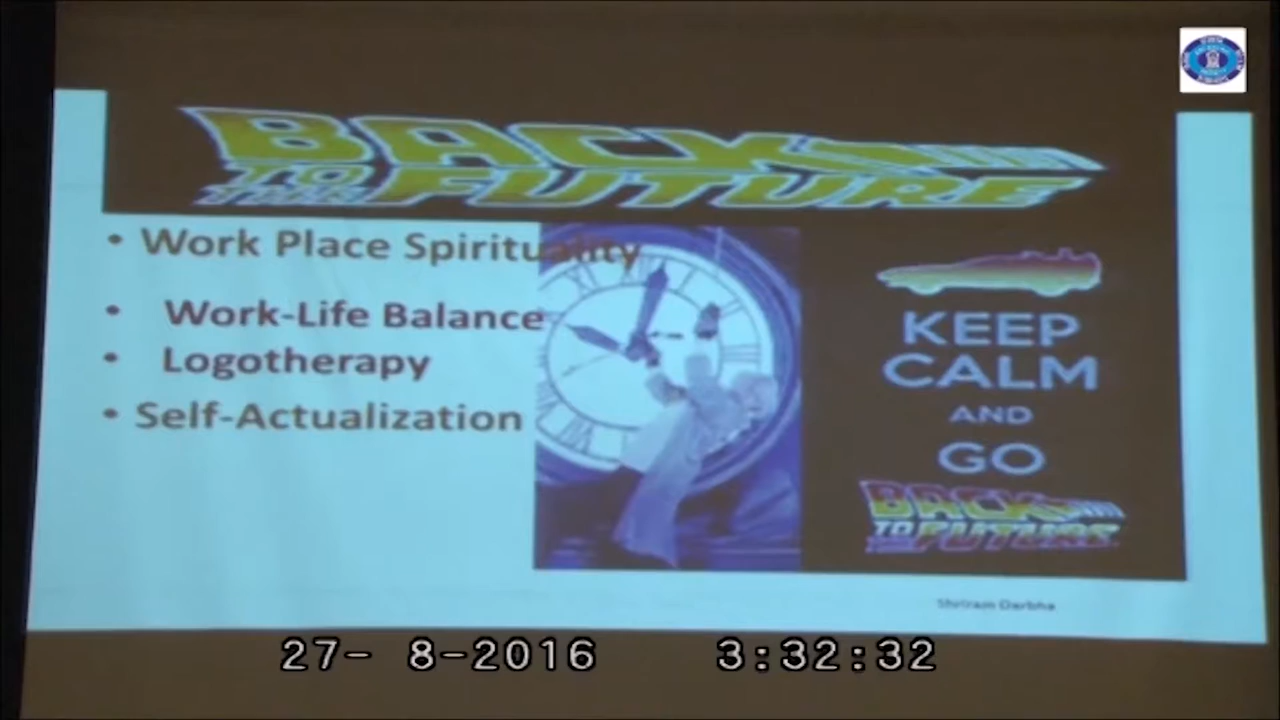 BACK
TO THE FUTURE
• Work Place Spirituality
• Work-Life Balance
• Logotherapy
• Self-Actualization
KEEP
CALM
AND
GO
BACK
TO THE FUTURE
Shriram Darbha
27- 8-2016 3:32:32